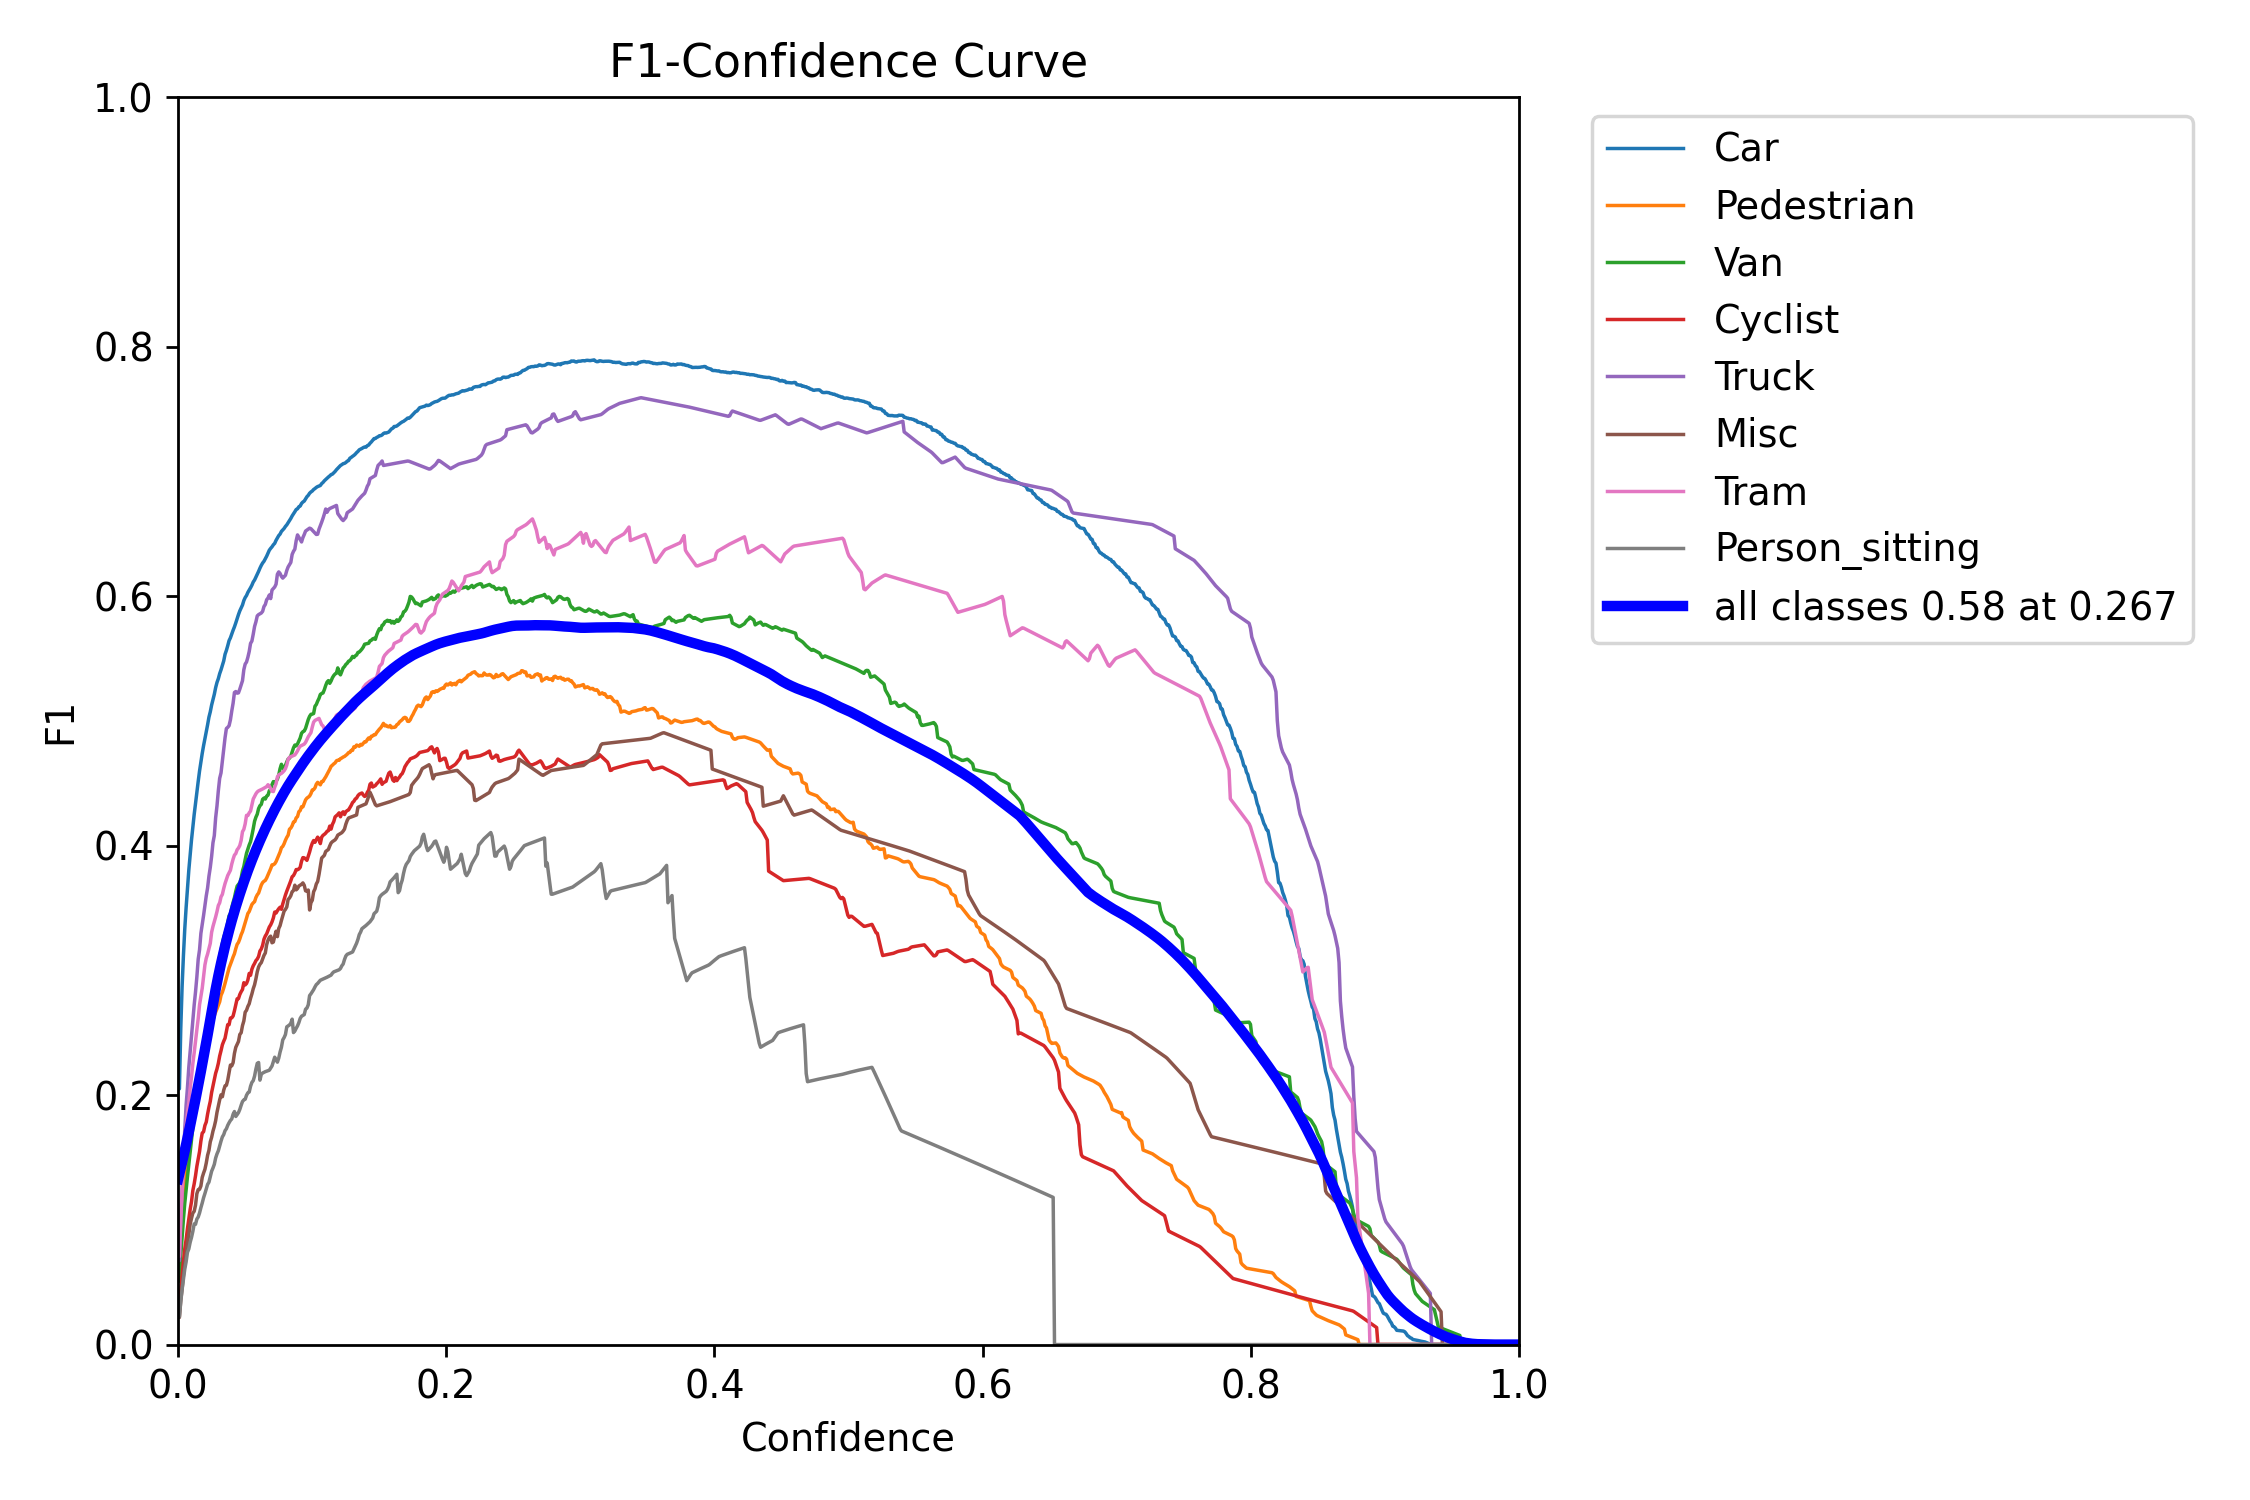 F1-Confidence Curve
1.0
0.8
0.6
0.4
0.2
0.0
F1
0.0 0.2 0.4 0.6 0.8 1.0
Confidence
Car
Pedestrian
Van
Cyclist
Truck
Misc
Tram
Person_sitting
all classes 0.58 at 0.267